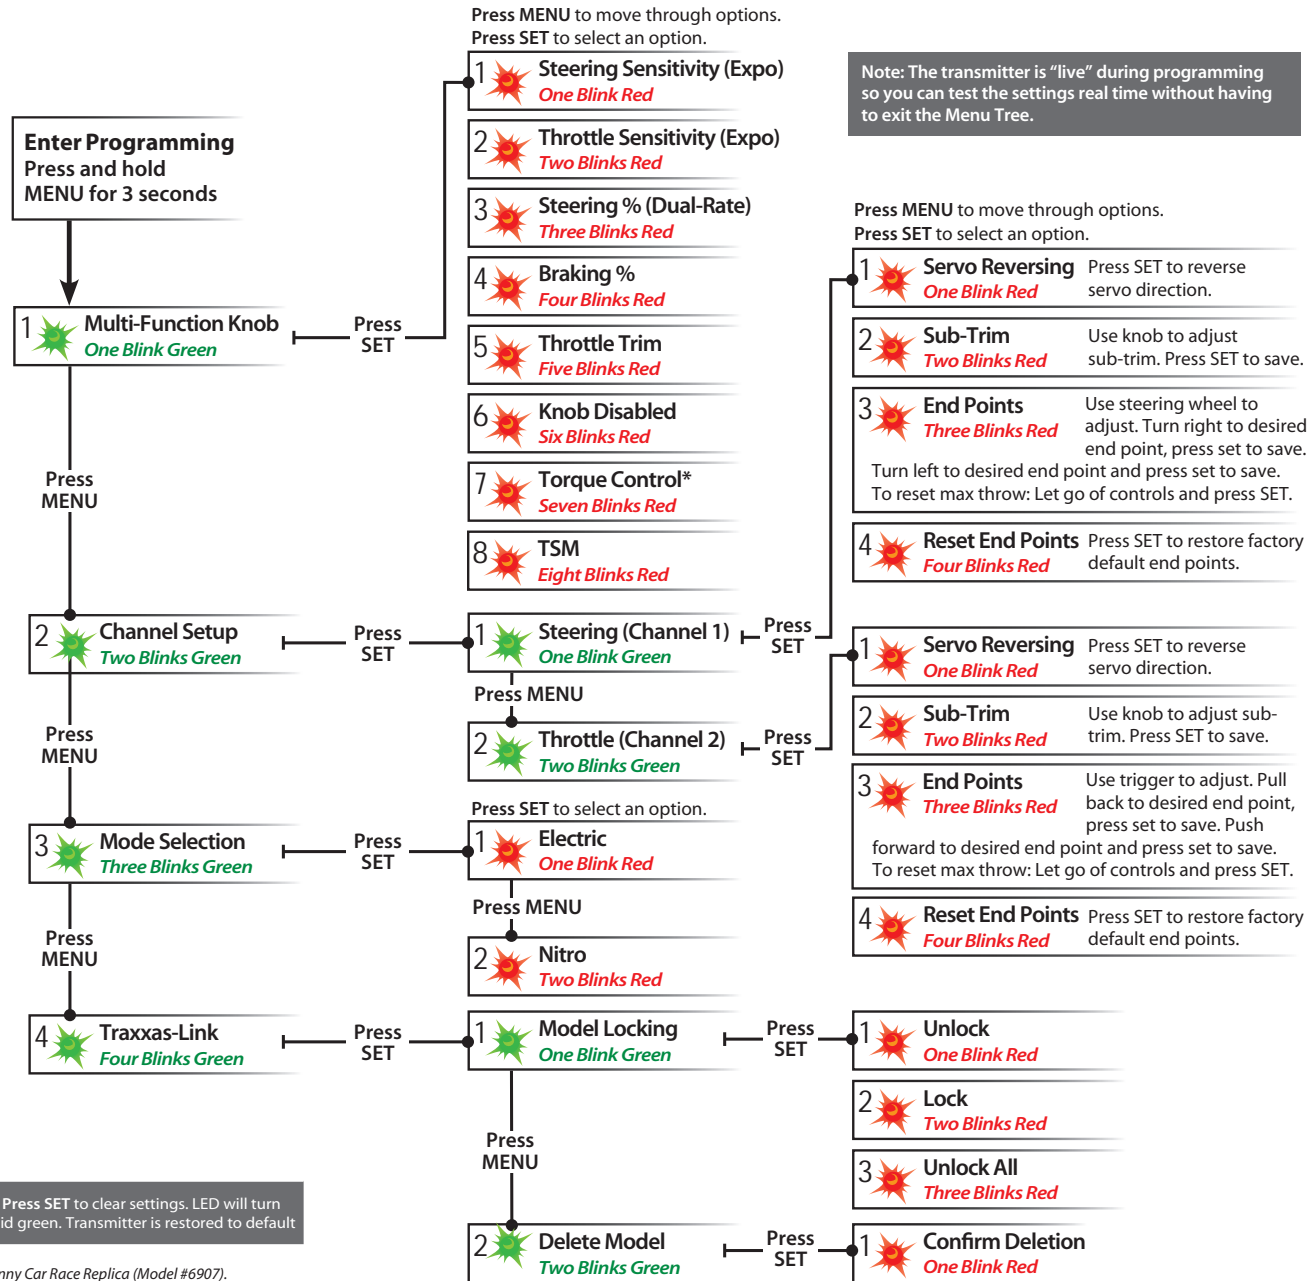 Press MENU to move through options.
Press SET to select an option.
1 Steering Sensitivity (Expo)
One Blink Red
2 Throttle Sensitivity (Expo)
Two Blinks Red
3 Steering % (Dual-Rate)
Three Blinks Red
4 Braking %
Four Blinks Red
5 Throttle Trim
Five Blinks Red
6 Knob Disabled
Six Blinks Red
7 Torque Control*
Seven Blinks Red
8 TSM
Eight Blinks Red
Note: The transmitter is “live” during programming
so you can test the settings real time without having
to exit the Menu Tree.
Enter Programming
Press and hold
MENU for 3 seconds
1 Multi-Function Knob
One Blink Green
Press
SET
Press
MENU
2 Channel Setup
Two Blinks Green
Press
SET
1 Steering (Channel 1)
One Blink Green
Press
SET
Press MENU
2 Throttle (Channel 2)
Two Blinks Green
Press
SET
Press MENU to move through options.
Press SET to select an option.
1 Servo Reversing Press SET to reverse
One Blink Red servo direction.
2 Sub-Trim Use knob to adjust
Two Blinks Red sub-trim. Press SET to save.
3 End Points Use steering wheel to
Three Blinks Red adjust. Turn right to desired
end point, press set to save.
Turn left to desired end point and press set to save.
To reset max throw: Let go of controls and press SET.
4 Reset End Points Press SET to restore factory
Four Blinks Red default end points.
1 Servo Reversing Press SET to reverse
One Blink Red servo direction.
2 Sub-Trim Use knob to adjust sub-
Two Blinks Red trim. Press SET to save.
3 End Points Use trigger to adjust. Pull
Three Blinks Red back to desired end point,
press set to save. Push
forward to desired end point and press set to save.
To reset max throw: Let go of controls and press SET.
4 Reset End Points Press SET to restore factory
Four Blinks Red default end points.
Press
MENU
3 Mode Selection
Three Blinks Green
Press
SET
Press SET to select an option.
1 Electric
One Blink Red
Press MENU
2 Nitro
Two Blinks Red
Press
MENU
4 Traxxas-Link
Four Blinks Green
Press
SET
1 Model Locking
One Blink Green
Press
SET
1 Unlock
One Blink Red
2 Lock
Two Blinks Red
3 Unlock All
Three Blinks Red
Press
MENU
2 Delete Model
Two Blinks Green
Press
SET
1 Confirm Deletion
One Blink Red
Press SET to clear settings. LED will turn
id green. Transmitter is restored to default
nny Car Race Replica (Model #6907).